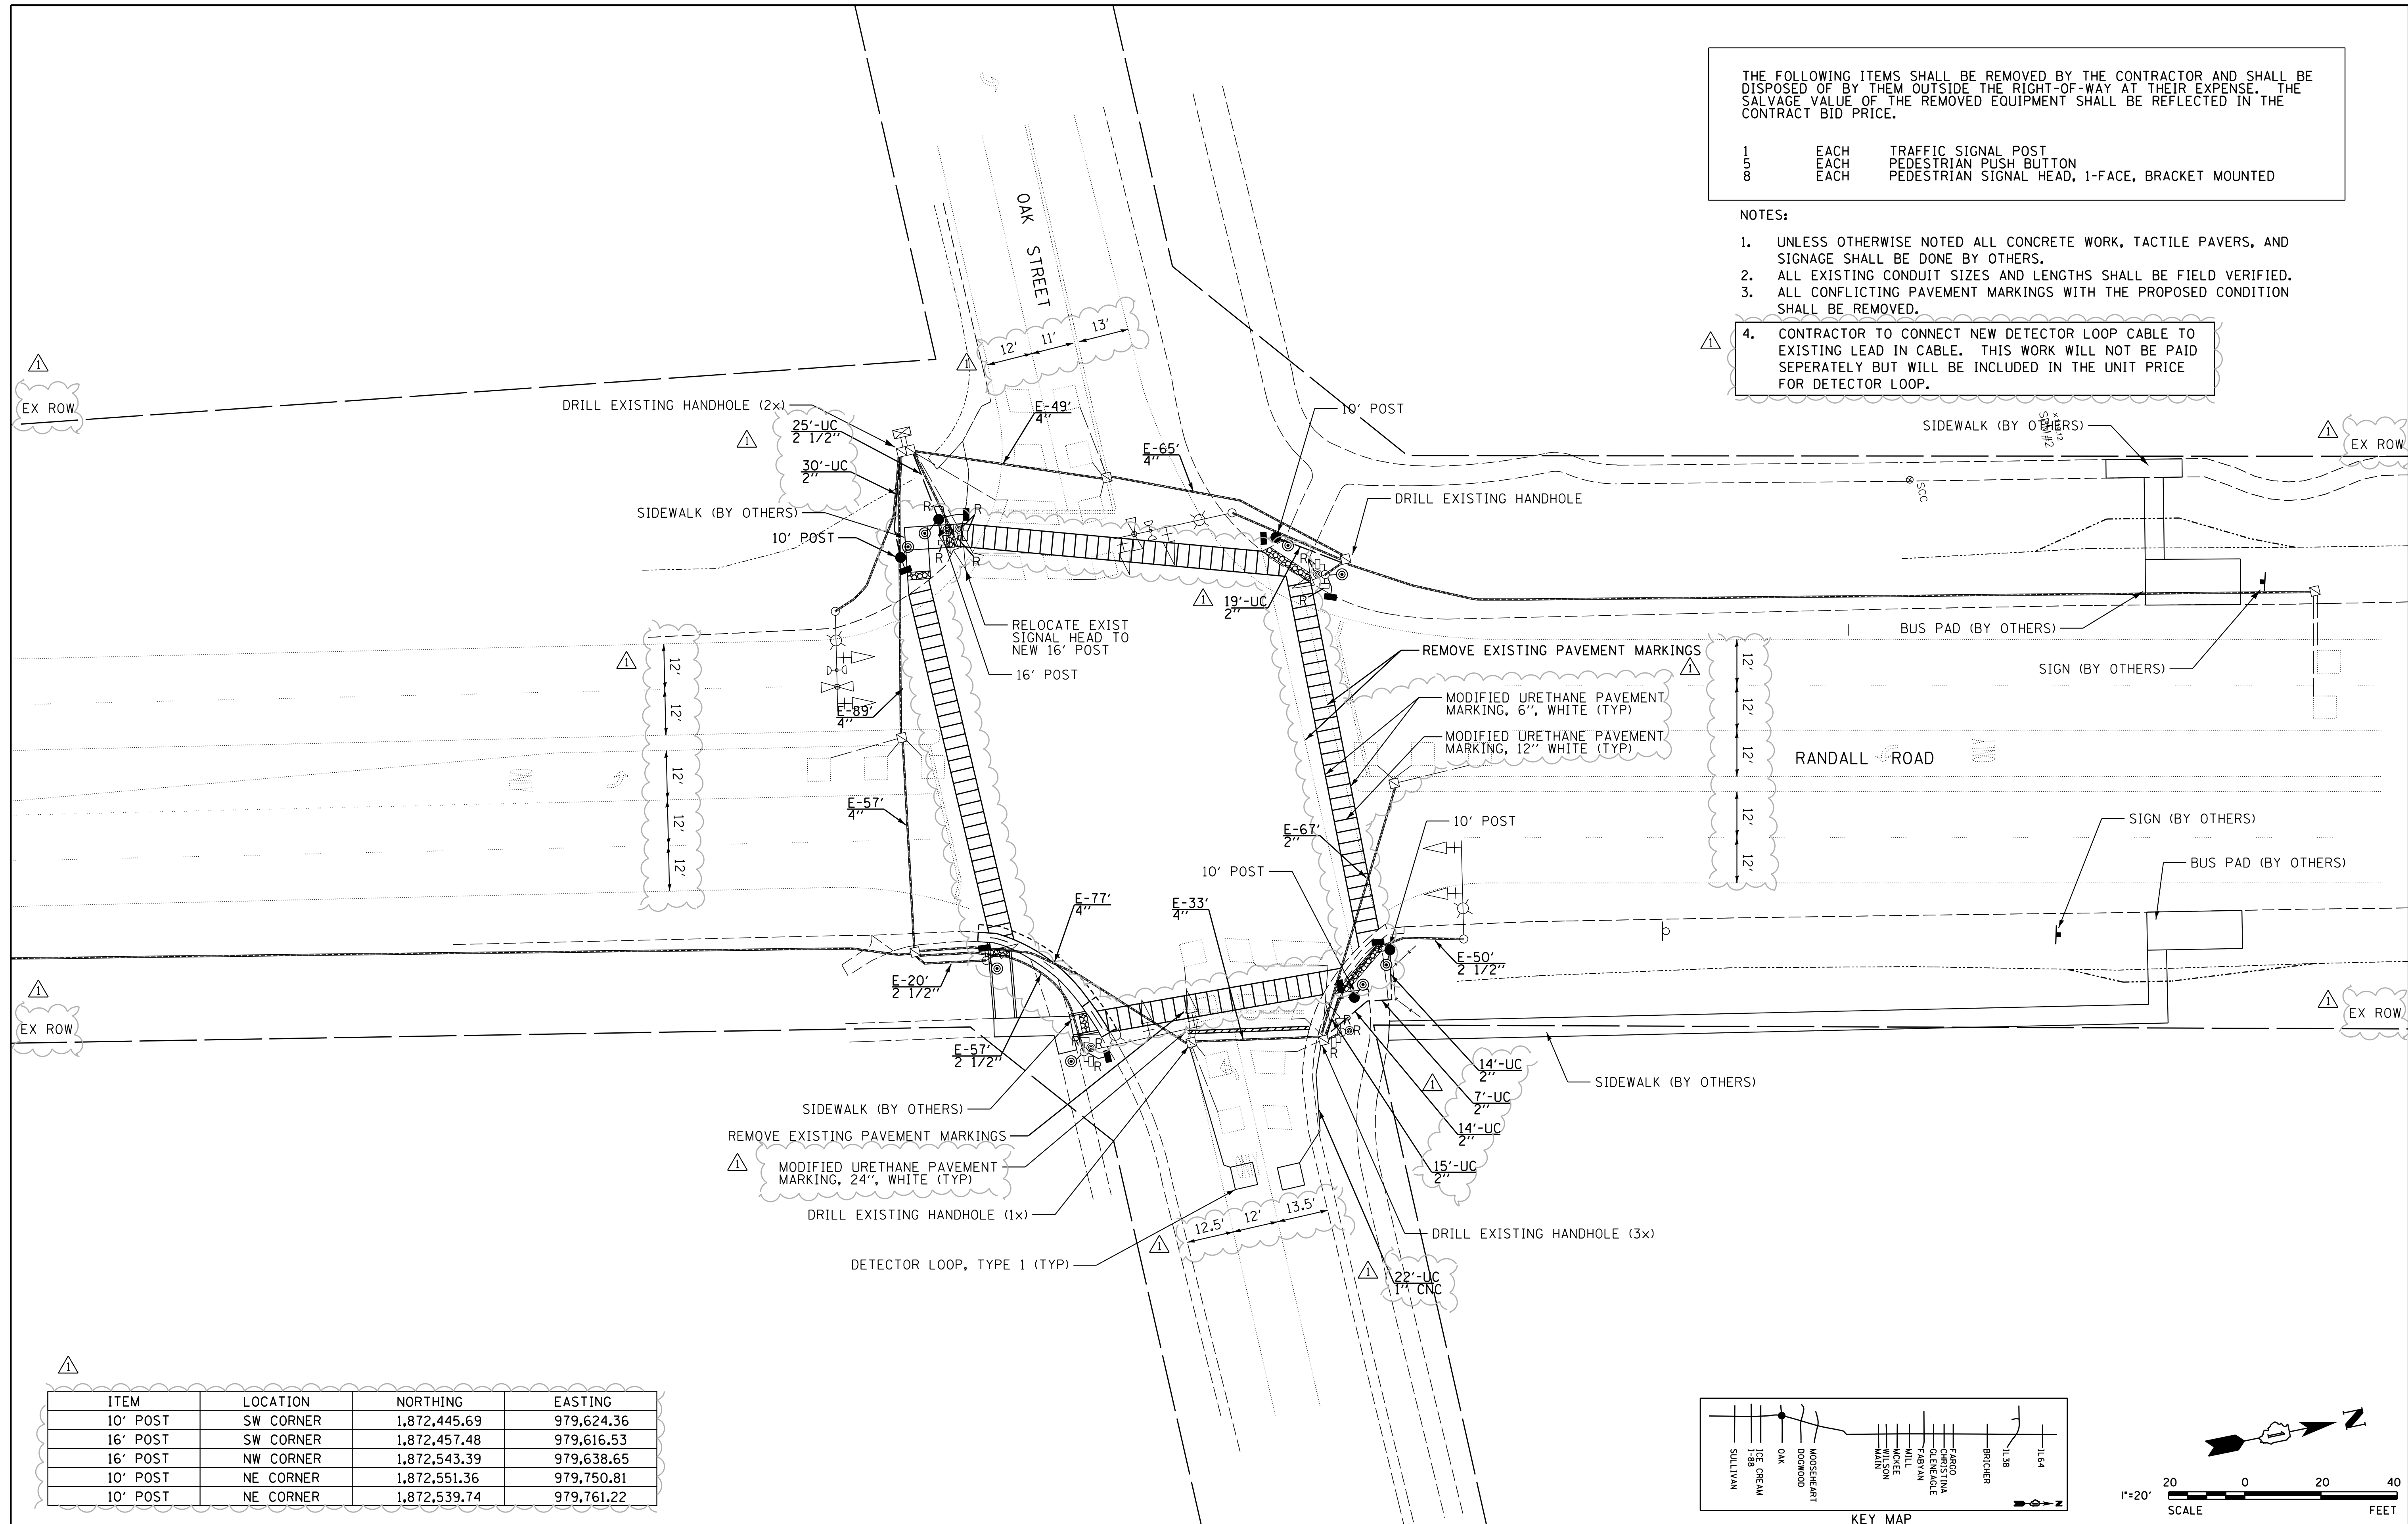 THE FOLLOWING ITEMS SHALL BE REMOVED BY THE CONTRACTOR AND SHALL BE
DISPOSED OF BY THEM OUTSIDE THE RIGHT-OF-WAY AT THEIR EXPENSE. THE
SALVAGE VALUE OF THE REMOVED EQUIPMENT SHALL BE REFLECTED IN THE
CONTRACT BID PRICE.
1 EACH TRAFFIC SIGNAL POST
5 EACH PEDESTRIAN PUSH BUTTON
8 EACH PEDESTRIAN SIGNAL HEAD, 1-FACE, BRACKET MOUNTED
NOTES:
1. UNLESS OTHERWISE NOTED ALL CONCRETE WORK, TACTILE PAVERS, AND
SIGNAGE SHALL BE DONE BY OTHERS.
2. ALL EXISTING CONDUIT SIZES AND LENGTHS SHALL BE FIELD VERIFIED.
3. ALL CONFLICTING PAVEMENT MARKINGS WITH THE PROPOSED CONDITION
SHALL BE REMOVED.
1
4. CONTRACTOR TO CONNECT NEW DETECTOR LOOP CABLE TO
EXISTING LEAD IN CABLE. THIS WORK WILL NOT BE PAID
SEPERATELY BUT WILL BE INCLUDED IN THE UNIT PRICE
FOR DETECTOR LOOP.
OAK STREET
12' 11' 13'
1
1
EX ROW
DRILL EXISTING HANDHOLE (2x)
1
25'-UC
2 1/2"
30'-UC
2"
E-49'
4"
E-65'
4"
10' POST
SIDEWALK (BY OTHERS)
1
EX ROW
SCC
DRILL EXISTING HANDHOLE
SIDEWALK (BY OTHERS)
10' POST
R
R
R
R
R
R
1
19'-UC
2"
RELOCATE EXIST
SIGNAL HEAD TO
NEW 16' POST
16' POST
BUS PAD (BY OTHERS)
SIGN (BY OTHERS)
REMOVE EXISTING PAVEMENT MARKINGS
1
1
12'
12'
12'
12'
12'
12'
12'
12'
12'
12'
MODIFIED URETHANE PAVEMENT
MARKING, 6", WHITE (TYP)
MODIFIED URETHANE PAVEMENT
MARKING, 12" WHITE (TYP)
E-89'
4"
ONLY
RANDALL ROAD
ONLY
E-57'
4"
E-67'
2"
10' POST
SIGN (BY OTHERS)
BUS PAD (BY OTHERS)
10' POST
E-77'
4"
E-33'
4"
E-50'
2 1/2"
E-20'
2 1/2"
1
EX ROW
1
EX ROW
R
R
R
R
R
E-57'
2 1/2"
14'-UC
2"
1
7'-UC
2"
14'-UC
2"
15'-UC
2"
SIDEWALK (BY OTHERS)
SIDEWALK (BY OTHERS)
REMOVE EXISTING PAVEMENT MARKINGS
1
MODIFIED URETHANE PAVEMENT
MARKING, 24", WHITE (TYP)
DRILL EXISTING HANDHOLE (1x)
12.5' 12' 13.5'
1
DRILL EXISTING HANDHOLE (3x)
DETECTOR LOOP, TYPE 1 (TYP)
1
22'-UC
1" CNC
1
ITEM LOCATION NORTHING EASTING
10' POST SW CORNER 1,872,445.69 979,624.36
16' POST SW CORNER 1,872,457.48 979,616.53
16' POST NW CORNER 1,872,543.39 979,638.65
10' POST NE CORNER 1,872,551.36 979,750.81
10' POST NE CORNER 1,872,539.74 979,761.22
SULLIVAN
I-88
ICE CREAM
OAK
DOGWOOD
MOOSEHEART
MAIN
WILSON
MCKEE
MILL
FABYAN
GLENEAGLE
CHRISTINA
FARGO
BRICHER
IL38
IL64
N
KEY MAP
N
1"=20'
20 0 20 40
SCALE FEET